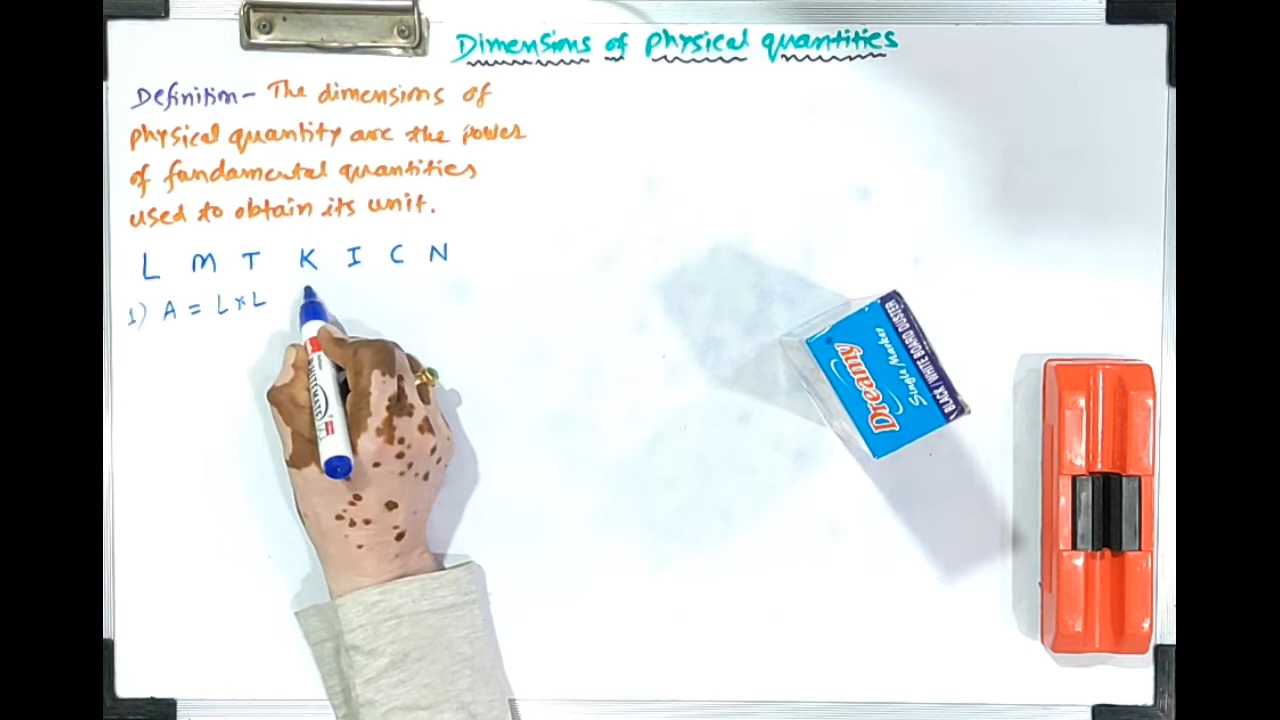 Dimensions of physical quantities
Definition - The dimensions of
physical quantity are the power
of fundamental quantities
used to obtain its unit.
L M T K I C N
1) A = L×L
WHITEMATE
Dreamy
Single Marker
BLACK / WHITE BOARD DUSTER